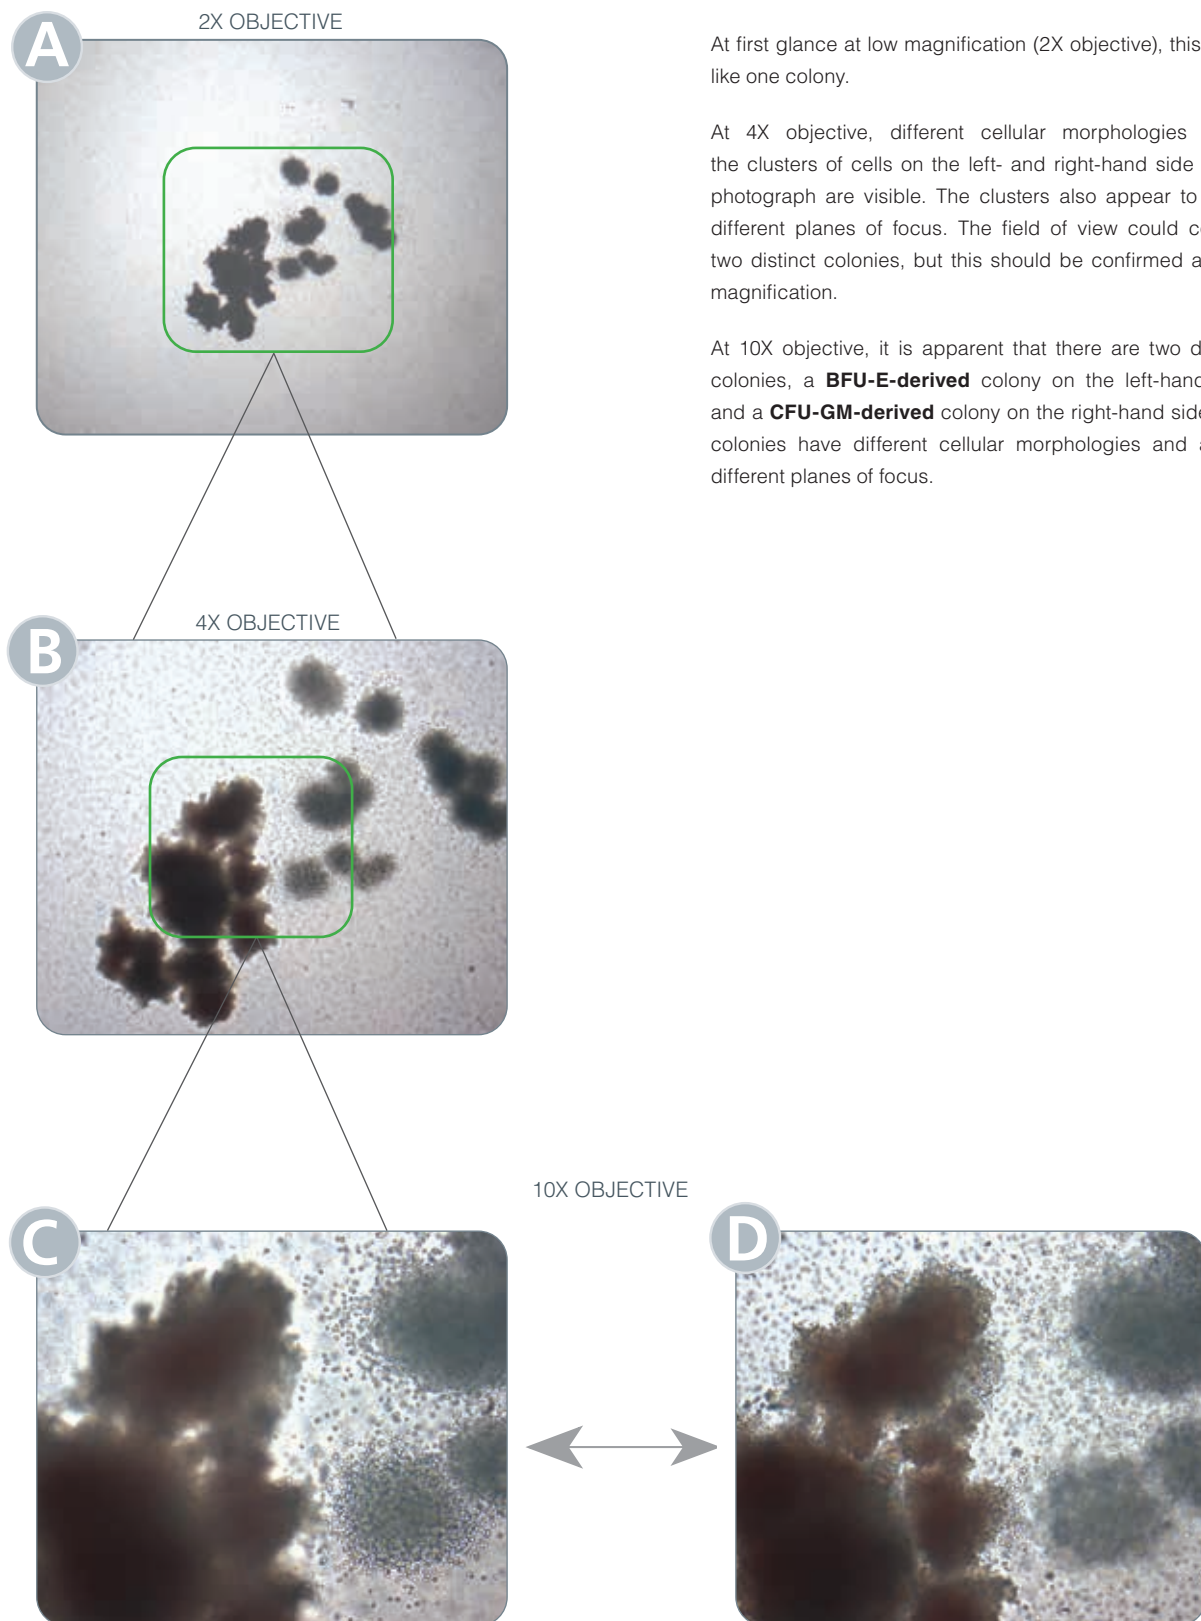 A
2X OBJECTIVE
At first glance at low magnification (2X objective), this
like one colony.
At 4X objective, different cellular morphologies
the clusters of cells on the left- and right-hand side
photograph are visible. The clusters also appear to
different planes of focus. The field of view could
two distinct colonies, but this should be confirmed
magnification.
At 10X objective, it is apparent that there are two
colonies, a BFU-E-derived colony on the left-hand
and a CFU-GM-derived colony on the right-hand side
colonies have different cellular morphologies and
different planes of focus.
B
4X OBJECTIVE
10X OBJECTIVE
C
D